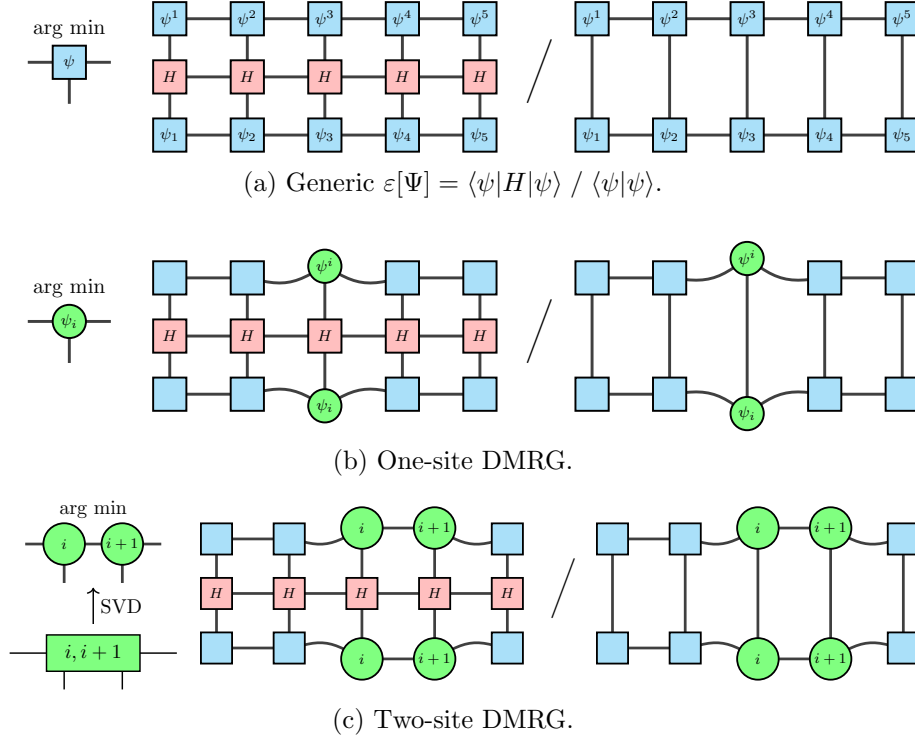 arg min
ψ
ψ¹ ψ² ψ³ ψ⁴ ψ⁵
H H H H H
ψ₁ ψ₂ ψ₃ ψ₄ ψ₅
ψ¹ ψ² ψ³ ψ⁴ ψ⁵
ψ₁ ψ₂ ψ₃ ψ₄ ψ₅
(a) Generic ε[Ψ] = ⟨ψ|H|ψ⟩ / ⟨ψ|ψ⟩.
arg min
ψᵢ
ψⁱ
H H H H H
ψᵢ
ψⁱ
ψᵢ
(b) One-site DMRG.
arg min
i i+1
SVD
i, i + 1
i i+1
H H H H H
i i+1
i i+1
i i+1
(c) Two-site DMRG.